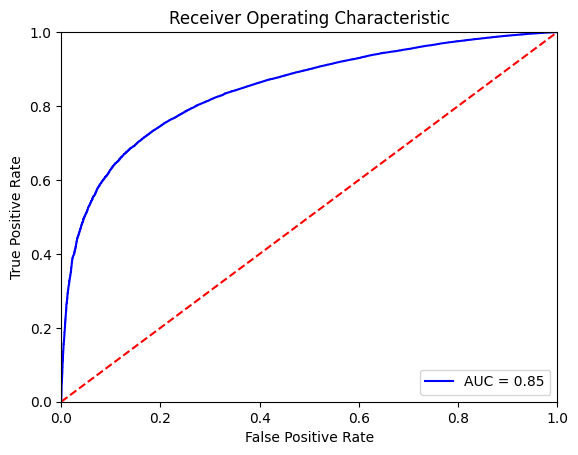 Receiver Operating Characteristic
1.0
0.8
0.6
0.4
0.2
0.0
True Positive Rate
AUC = 0.85
0.0 0.2 0.4 0.6 0.8 1.0
False Positive Rate